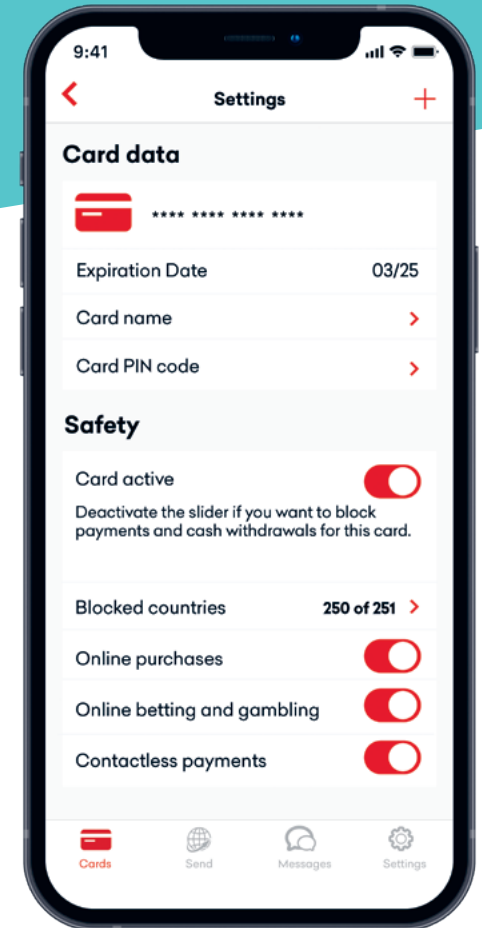 9:41
Settings
Card data
**** **** **** ****
Expiration Date 03/25
Card name
Card PIN code
Safety
Card active
Deactivate the slider if you want to block
payments and cash withdrawals for this card.
Blocked countries 250 of 251
Online purchases
Online betting and gambling
Contactless payments
Cards Send Messages Settings